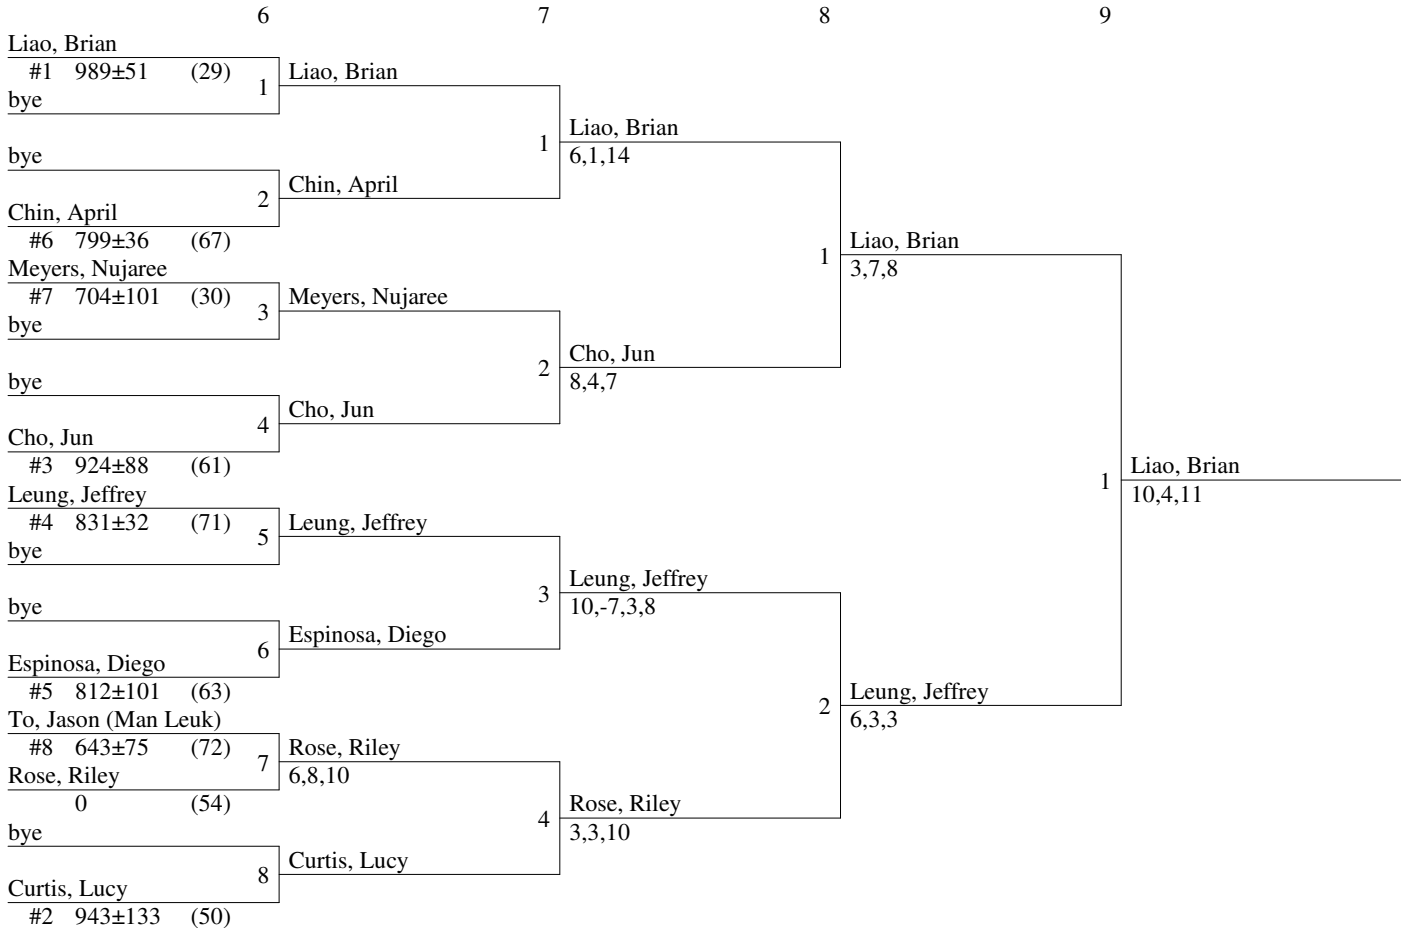 6 7 8 9
Liao, Brian
#1 989±51 (29)
1
Liao, Brian
bye
Liao, Brian
1
6,1,14
bye
2
Chin, April
Chin, April
#6 799±36 (67)
Liao, Brian
1
3,7,8
Meyers, Nujaree
#7 704±101 (30)
3
Meyers, Nujaree
bye
Cho, Jun
2
8,4,7
bye
4
Cho, Jun
Cho, Jun
#3 924±88 (61)
Liao, Brian
1
10,4,11
Leung, Jeffrey
#4 831±32 (71)
5
Leung, Jeffrey
bye
Leung, Jeffrey
3
10,-7,3,8
bye
6
Espinosa, Diego
Espinosa, Diego
#5 812±101 (63)
Leung, Jeffrey
2
6,3,3
To, Jason (Man Leuk)
#8 643±75 (72)
7
Rose, Riley
6,8,10
Rose, Riley
0 (54)
Rose, Riley
4
3,3,10
bye
8
Curtis, Lucy
Curtis, Lucy
#2 943±133 (50)